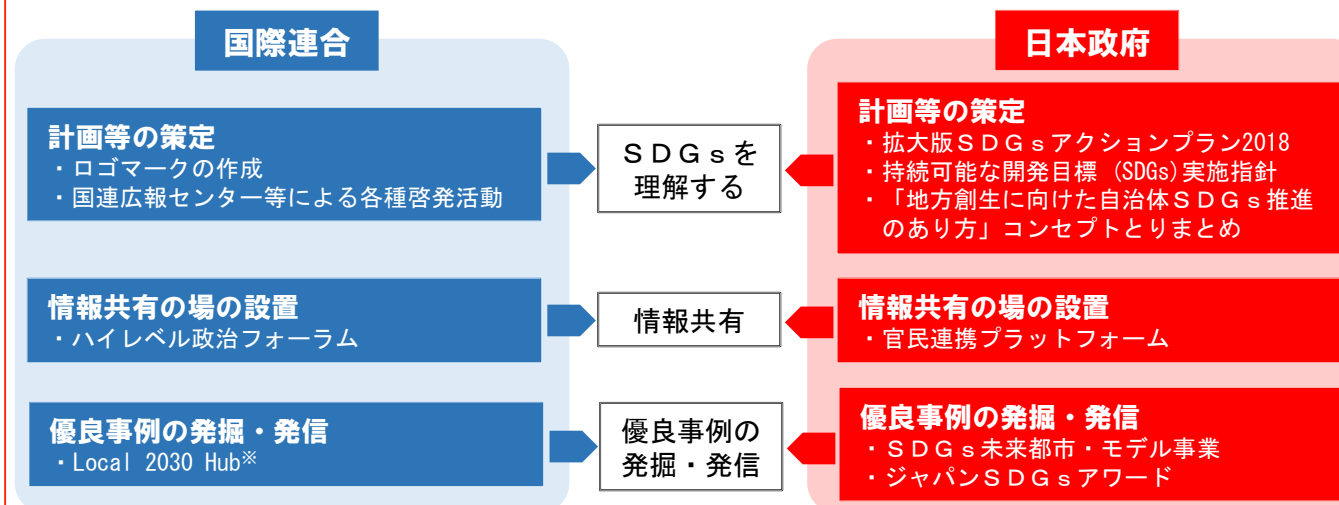 国際連合
計画等の策定
・ロゴマークの作成
・国連広報センター等による各種啓発活動
情報共有の場の設置
・ハイレベル政治フォーラム
優良事例の発掘・発信
・Local 2030 Hub※
ＳＤＧｓを
理解する
情報共有
優良事例の
発掘・発信
日本政府
計画等の策定
・拡大版ＳＤＧｓアクションプラン2018
・持続可能な開発目標 (SDGs)実施指針
・「地方創生に向けた自治体ＳＤＧｓ推進
のあり方」コンセプトとりまとめ
情報共有の場の設置
・官民連携プラットフォーム
優良事例の発掘・発信
・ＳＤＧｓ未来都市・モデル事業
・ジャパンＳＤＧｓアワード